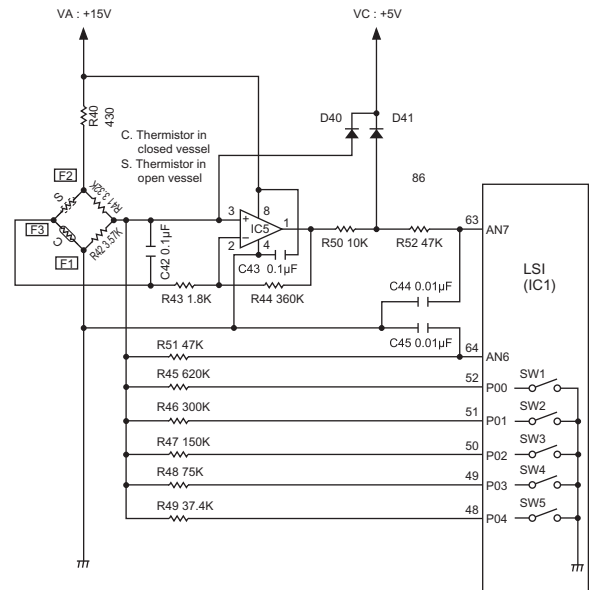 VA : +15V
VC : +5V
R40
430
D40
D41
C. Thermistor in
closed vessel
S. Thermistor in
open vessel
F2
S
R41 3.32K
86
3
8
+
1
63
AN7
F3
C
R42 3.57K
C42 0.1µF
IC5
−
2
4
R50 10K
R52 47K
LSI
(IC1)
F1
C43
0.1µF
C44 0.01µF
R43 1.8K
R44 360K
C45 0.01µF
R51 47K
64
AN6
R45 620K
52
P00
SW1
R46 300K
51
P01
SW2
R47 150K
50
P02
SW3
R48 75K
49
P03
SW4
R49 37.4K
48
P04
SW5